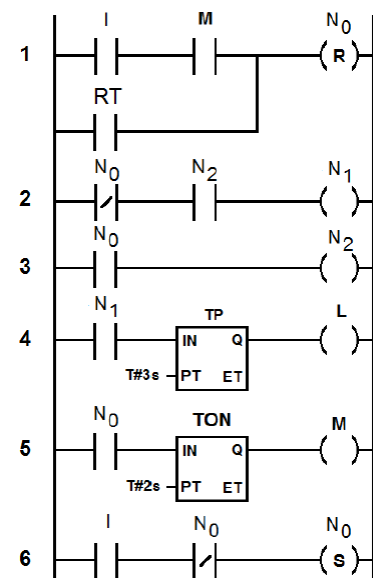 I M N0
1 R
RT
N0 N2 N1
2
N0 N2
3
N1 TP L
4 IN Q
T#3s PT ET
N0 TON M
5 IN Q
T#2s PT ET
I N0 N0
6 S